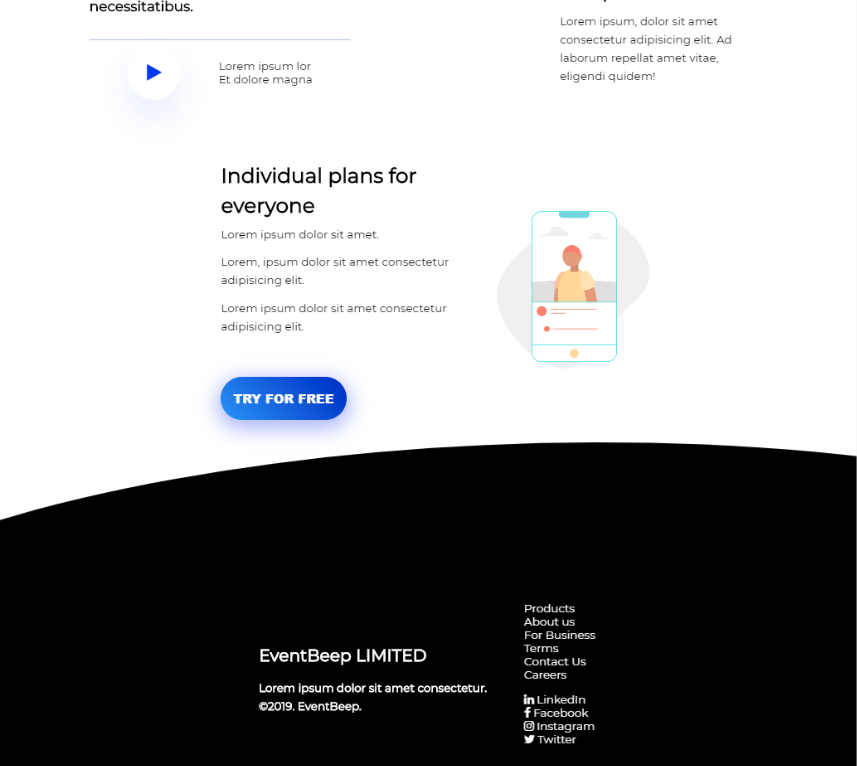 necessitatibus.
Lorem ipsum lor
Et dolore magna
Lorem ipsum, dolor sit amet
consectetur adipisicing elit. Ad
laborum repellat amet vitae,
eligendi quidem!
Individual plans for
everyone
Lorem ipsum dolor sit amet.
Lorem, ipsum dolor sit amet consectetur
adipisicing elit.
Lorem ipsum dolor sit amet consectetur
adipisicing elit.
TRY FOR FREE
EventBeep LIMITED
Lorem ipsum dolor sit amet consectetur.
©2019. EventBeep.
Products
About us
For Business
Terms
Contact Us
Careers
LinkedIn
Facebook
Instagram
Twitter